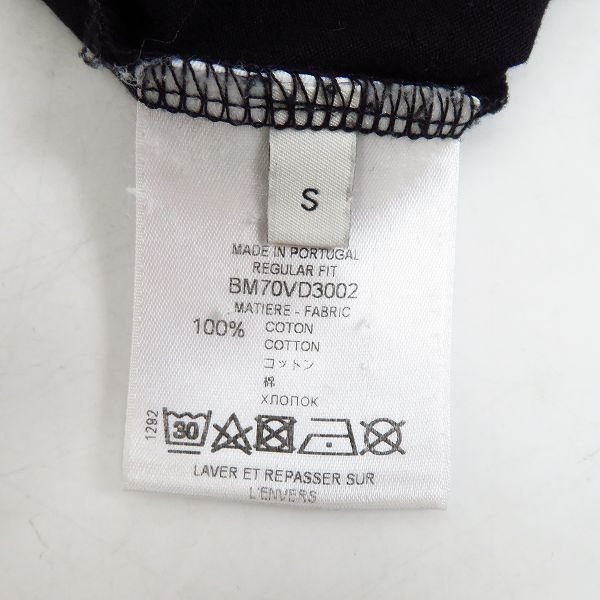 S
MADE IN PORTUGAL
REGULAR FIT
BM70VD3002
MATIERE - FABRIC
100% COTON
COTTON
コットン
棉
ХЛОПОК
1292
30
LAVER ET REPASSER SUR
L'ENVERS